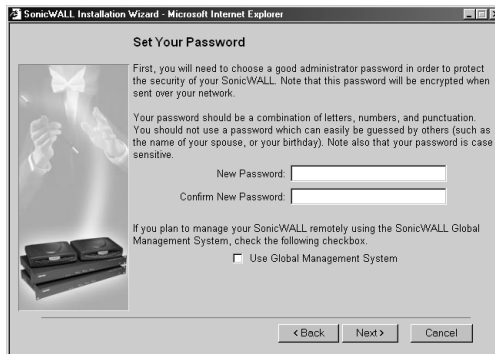 SonicWALL Installation Wizard - Microsoft Internet Explorer
Set Your Password
First, you will need to choose a good administrator password in order to protect
the security of your SonicWALL. Note that this password will be encrypted when
sent over your network.
Your password should be a combination of letters, numbers, and punctuation.
You should not use a password which can easily be guessed by others (such as
the name of your spouse, or your birthday). Note also that your password is case
sensitive.
New Password:
Confirm New Password:
If you plan to manage your SonicWALL remotely using the SonicWALL Global
Management System, check the following checkbox.
Use Global Management System
< Back
Next >
Cancel